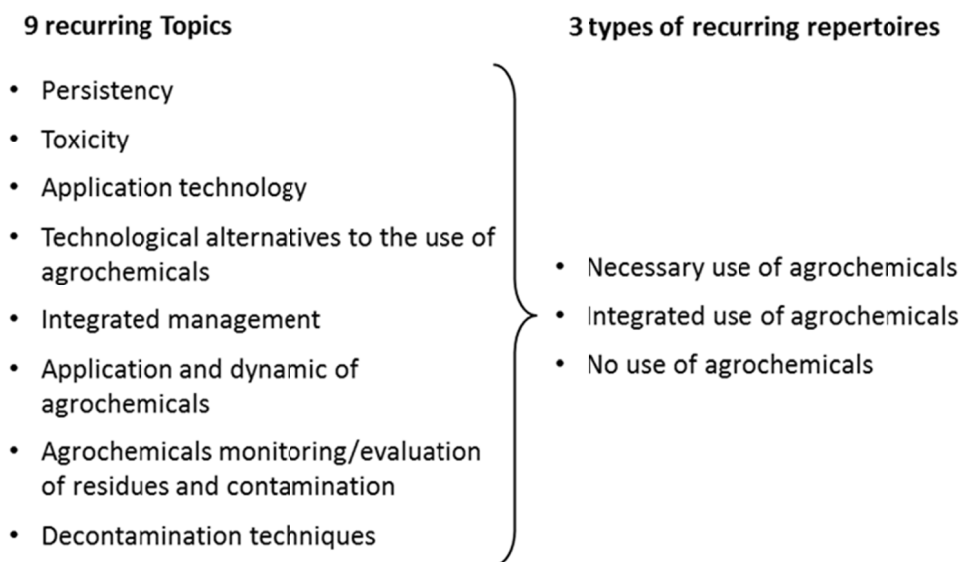 9 recurring Topics
• Persistency
• Toxicity
• Application technology
• Technological alternatives to the use of
agrochemicals
• Integrated management
• Application and dynamic of
agrochemicals
• Agrochemicals monitoring/evaluation
of residues and contamination
• Decontamination techniques
3 types of recurring repertoires
• Necessary use of agrochemicals
• Integrated use of agrochemicals
• No use of agrochemicals